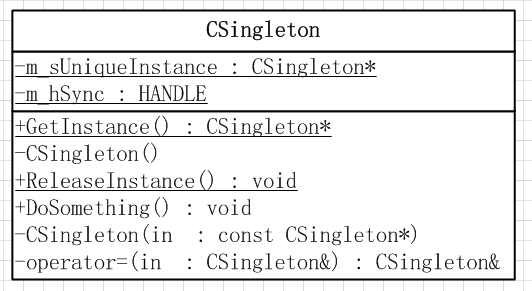 CSingleton
-m_sUniqueInstance : CSingleton*
-m_hSync : HANDLE
+GetInstance() : CSingleton*
-CSingleton()
+ReleaseInstance() : void
+DoSomething() : void
-CSingleton(in  : const CSingleton*)
-operator=(in  : CSingleton&) : CSingleton&